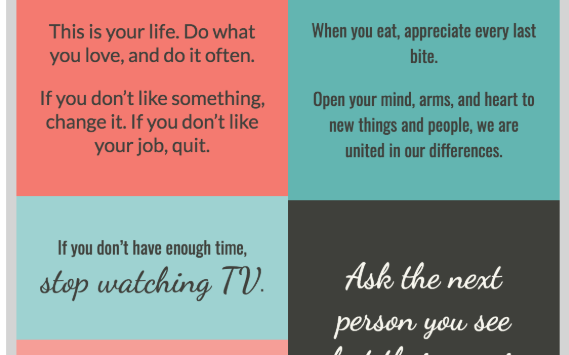 This is your life. Do what
you love, and do it often.
If you don't like something,
change it. If you don't like
your job, quit.
If you don't have enough time,
stop watching TV.
When you eat, appreciate every last
bite.
Open your mind, arms, and heart to
new things and people, we are
united in our differences.
Ask the next
person you see